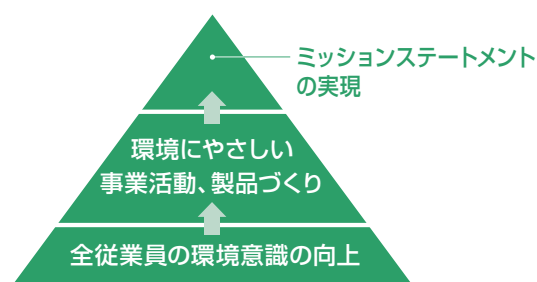 ミッションステートメント
の実現
環境にやさしい
事業活動、製品づくり
全従業員の環境意識の向上